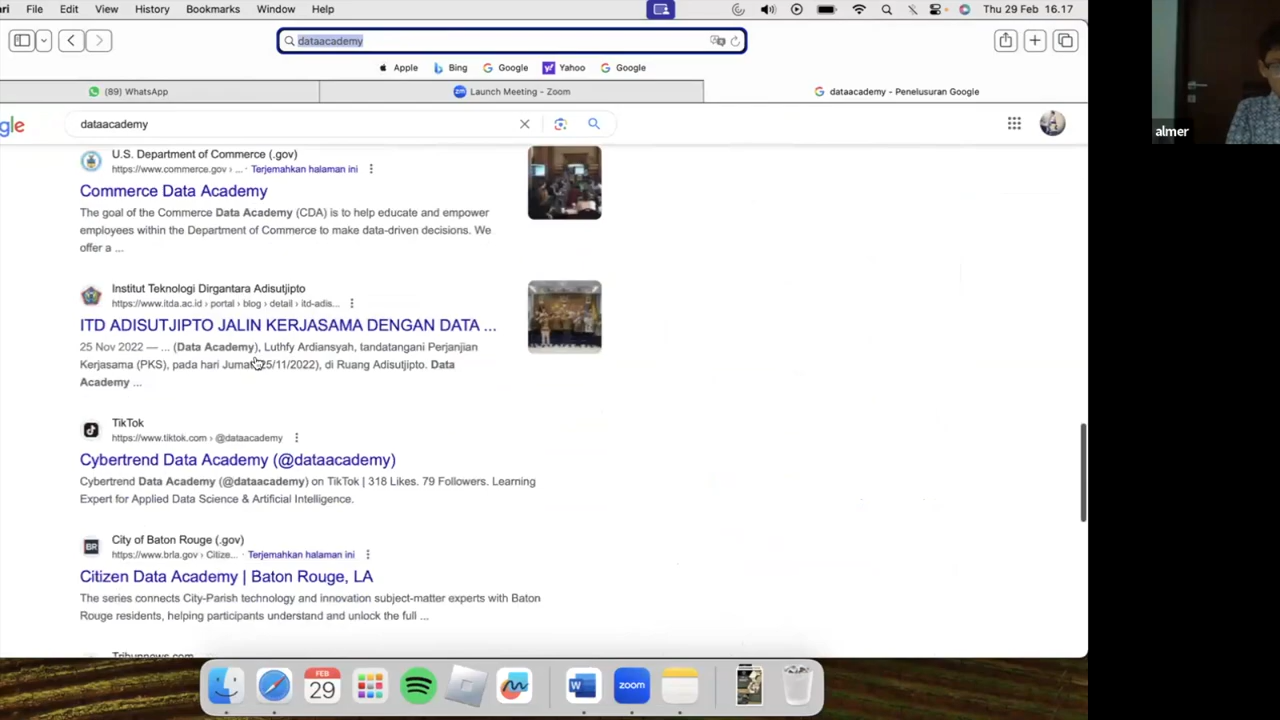 ari File Edit View History Bookmarks Window Help Thu 29 Feb 16.17
dataacademy
Apple Bing Google Yahoo Google
(89) WhatsApp Launch Meeting - Zoom dataacademy - Penelusuran Google
gle dataacademy
almer
U.S. Department of Commerce (.gov)
https://www.commerce.gov › ... · Terjemahkan halaman ini
Commerce Data Academy
The goal of the Commerce Data Academy (CDA) is to help educate and empower
employees within the Department of Commerce to make data-driven decisions. We
offer a ...
Institut Teknologi Dirgantara Adisutjipto
https://www.itda.ac.id › portal › blog › detail › itd-adis...
ITD ADISUTJIPTO JALIN KERJASAMA DENGAN DATA ...
25 Nov 2022 — ... (Data Academy), Luthfy Ardiansyah, tandatangani Perjanjian
Kerjasama (PKS), pada hari Jumat (25/11/2022), di Ruang Adisutjipto. Data
Academy ...
TikTok
https://www.tiktok.com › @dataacademy
Cybertrend Data Academy (@dataacademy)
Cybertrend Data Academy (@dataacademy) on TikTok | 318 Likes. 79 Followers. Learning
Expert for Applied Data Science & Artificial Intelligence.
City of Baton Rouge (.gov)
https://www.brla.gov › Citize... · Terjemahkan halaman ini
BR
Citizen Data Academy | Baton Rouge, LA
The series connects City-Parish technology and innovation subject-matter experts with Baton
Rouge residents, helping participants understand and unlock the full ...
Tribunnews.com
FEB
29
W
zoom